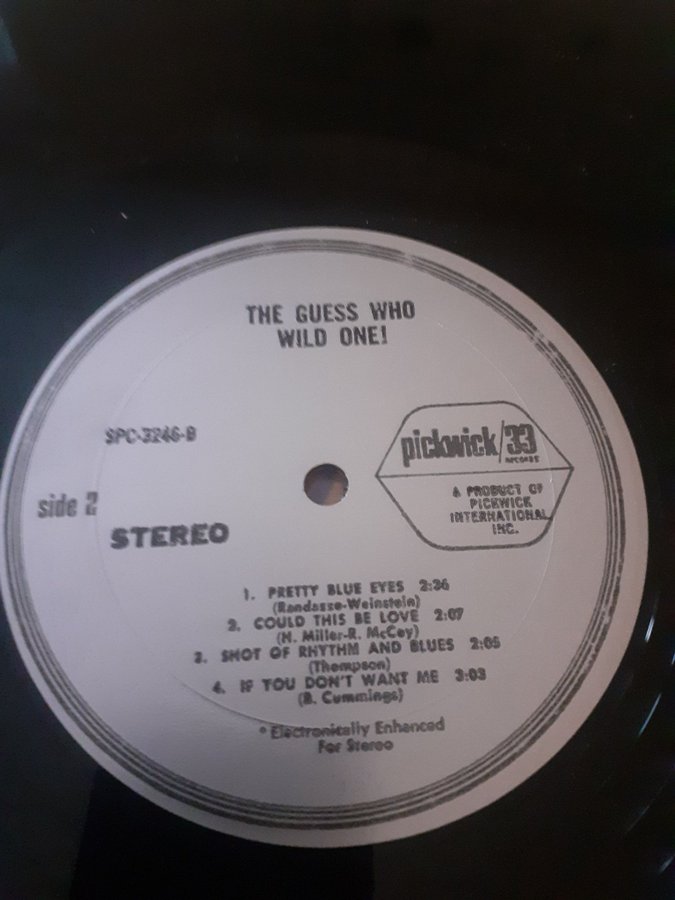 THE GUESS WHO
WILD ONE!
SPC-3246-B
pickwick/33
RECORDS
A PRODUCT OF
PICKWICK
INTERNATIONAL
INC.
side 2
STEREO
1. PRETTY BLUE EYES 2:36
(Randasso-Weinstein)
2. COULD THIS BE LOVE 2:07
(H. Miller-R. McCoy)
3. SHOT OF RHYTHM AND BLUES 2:05
(Thompson)
4. IF YOU DON'T WANT ME 3:03
(B. Cummings)
* Electronically Enhanced
For Stereo